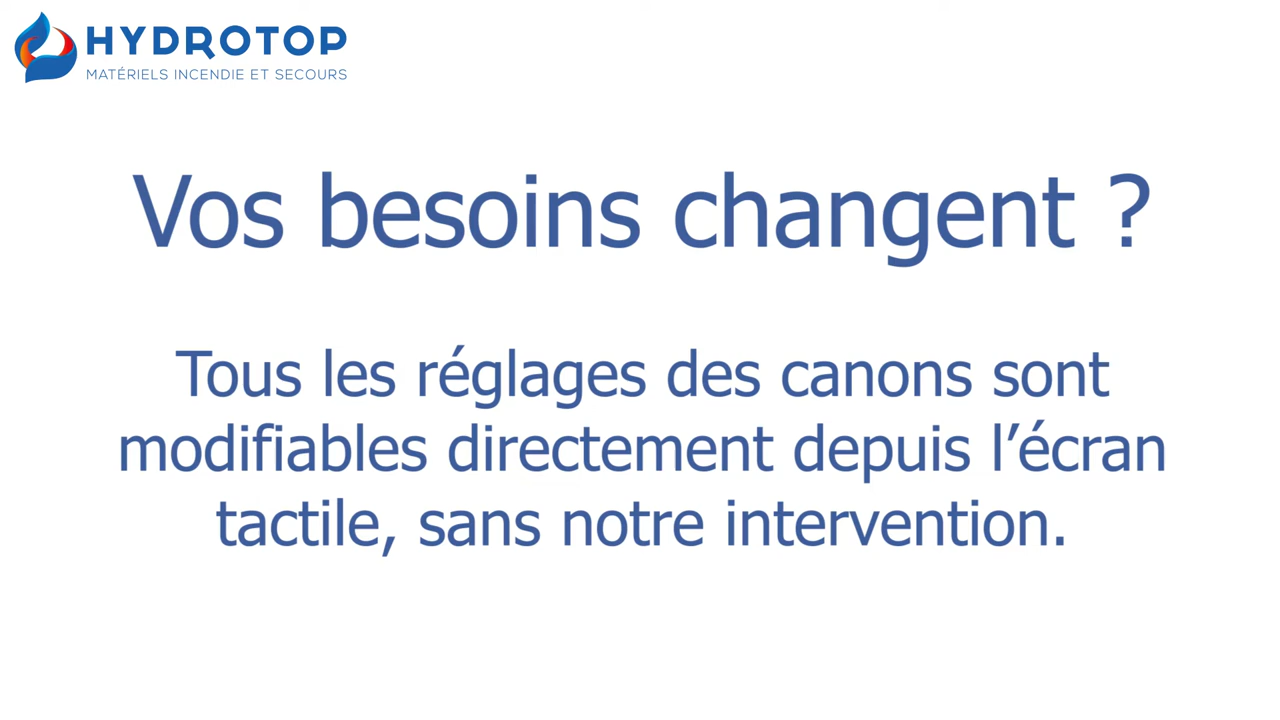 HYDROTOP
MATÉRIELS INCENDIE ET SECOURS
Vos besoins changent ?
Tous les réglages des canons sont
modifiables directement depuis l’écran
tactile, sans notre intervention.